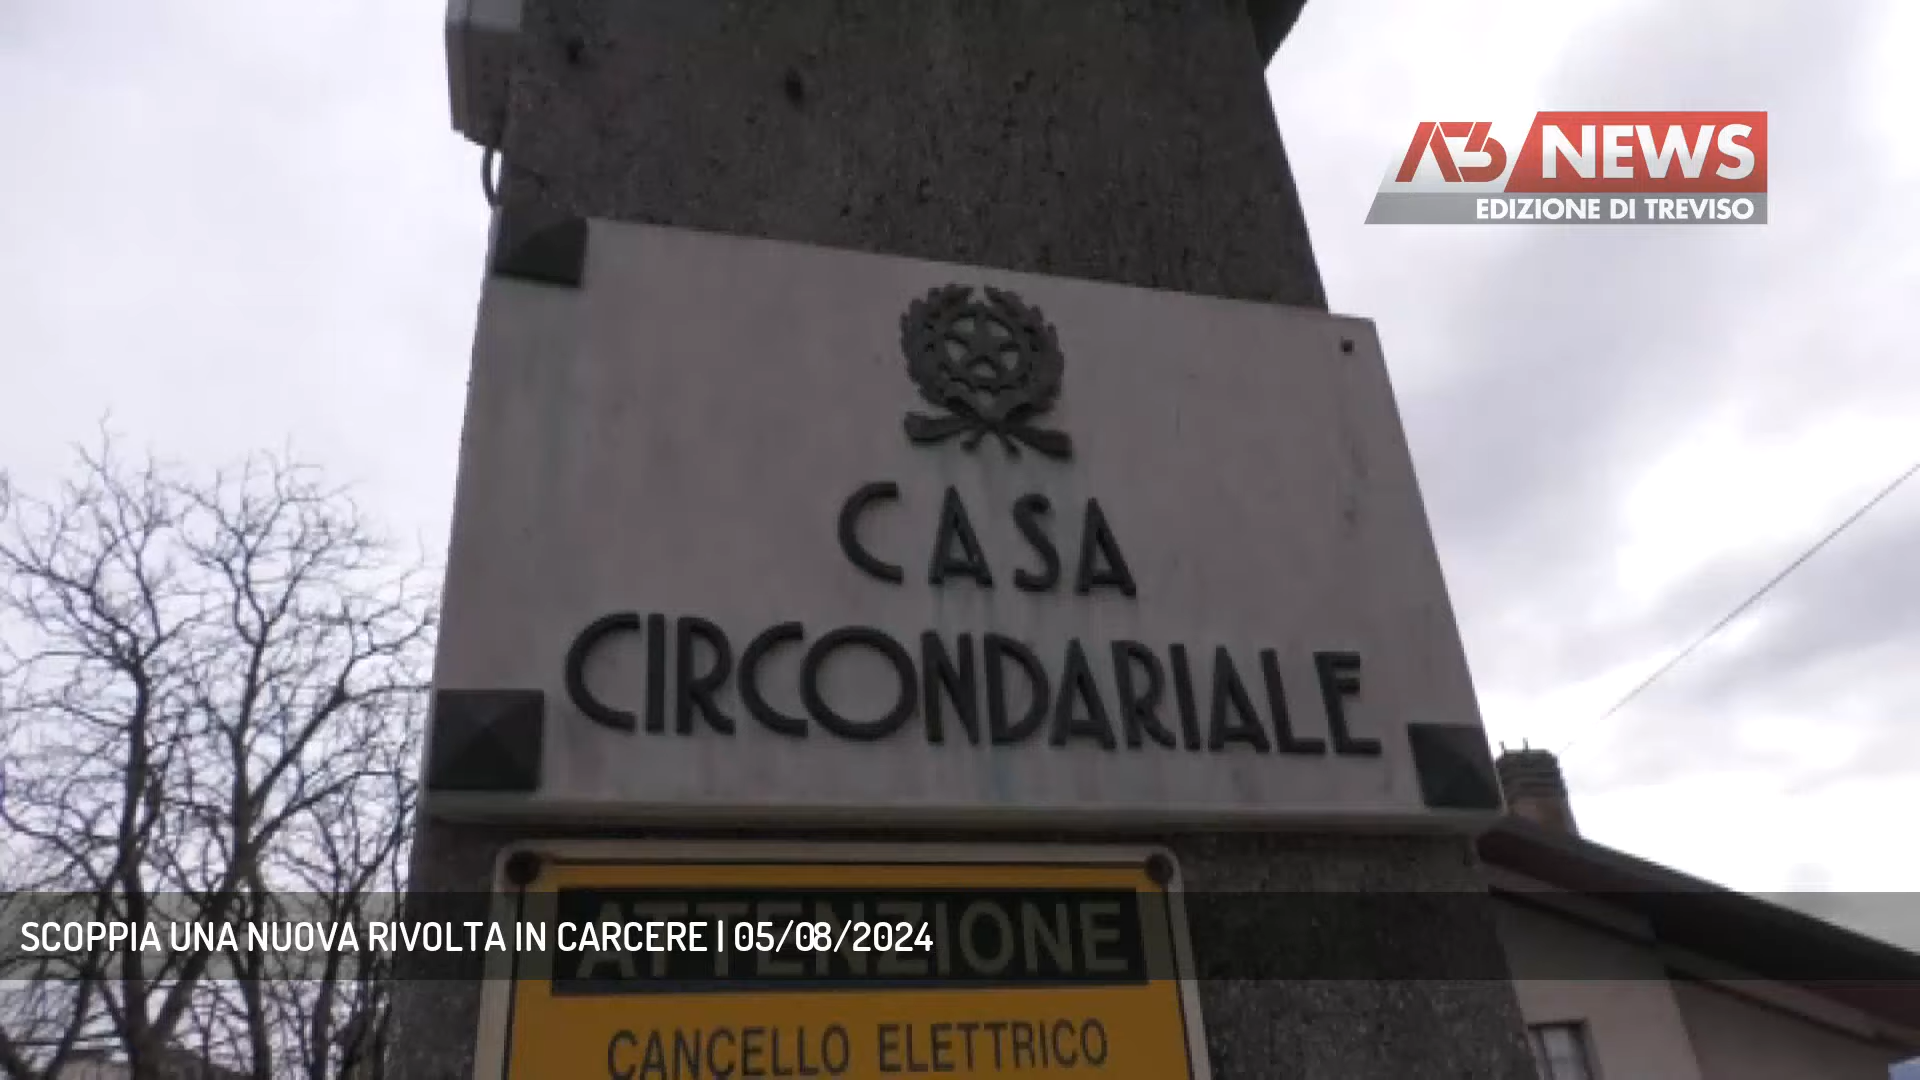 A3 NEWS
EDIZIONE DI TREVISO
CASA
CIRCONDARIALE
SCOPPIA UNA NUOVA RIVOLTA IN CARCERE | 05/08/2024
ATTENZIONE
CANCELLO ELETTRICO